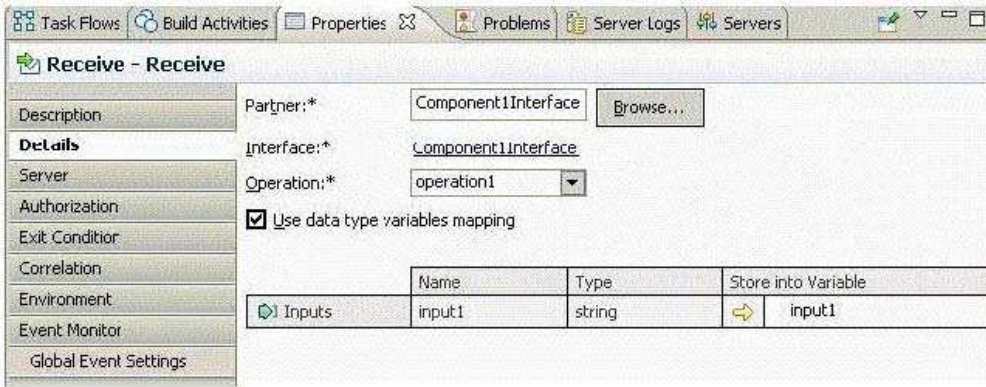 Task Flows Build Activities Properties Problems Server Logs Servers
Receive - Receive
Description
Details
Server
Authorization
Exit Condition
Correlation
Environment
Event Monitor
Global Event Settings
Partner:* Component1Interface Browse...
Interface:* Component1Interface
Operation:* operation1
Use data type variables mapping
Name Type Store into Variable
Inputs input1 string input1